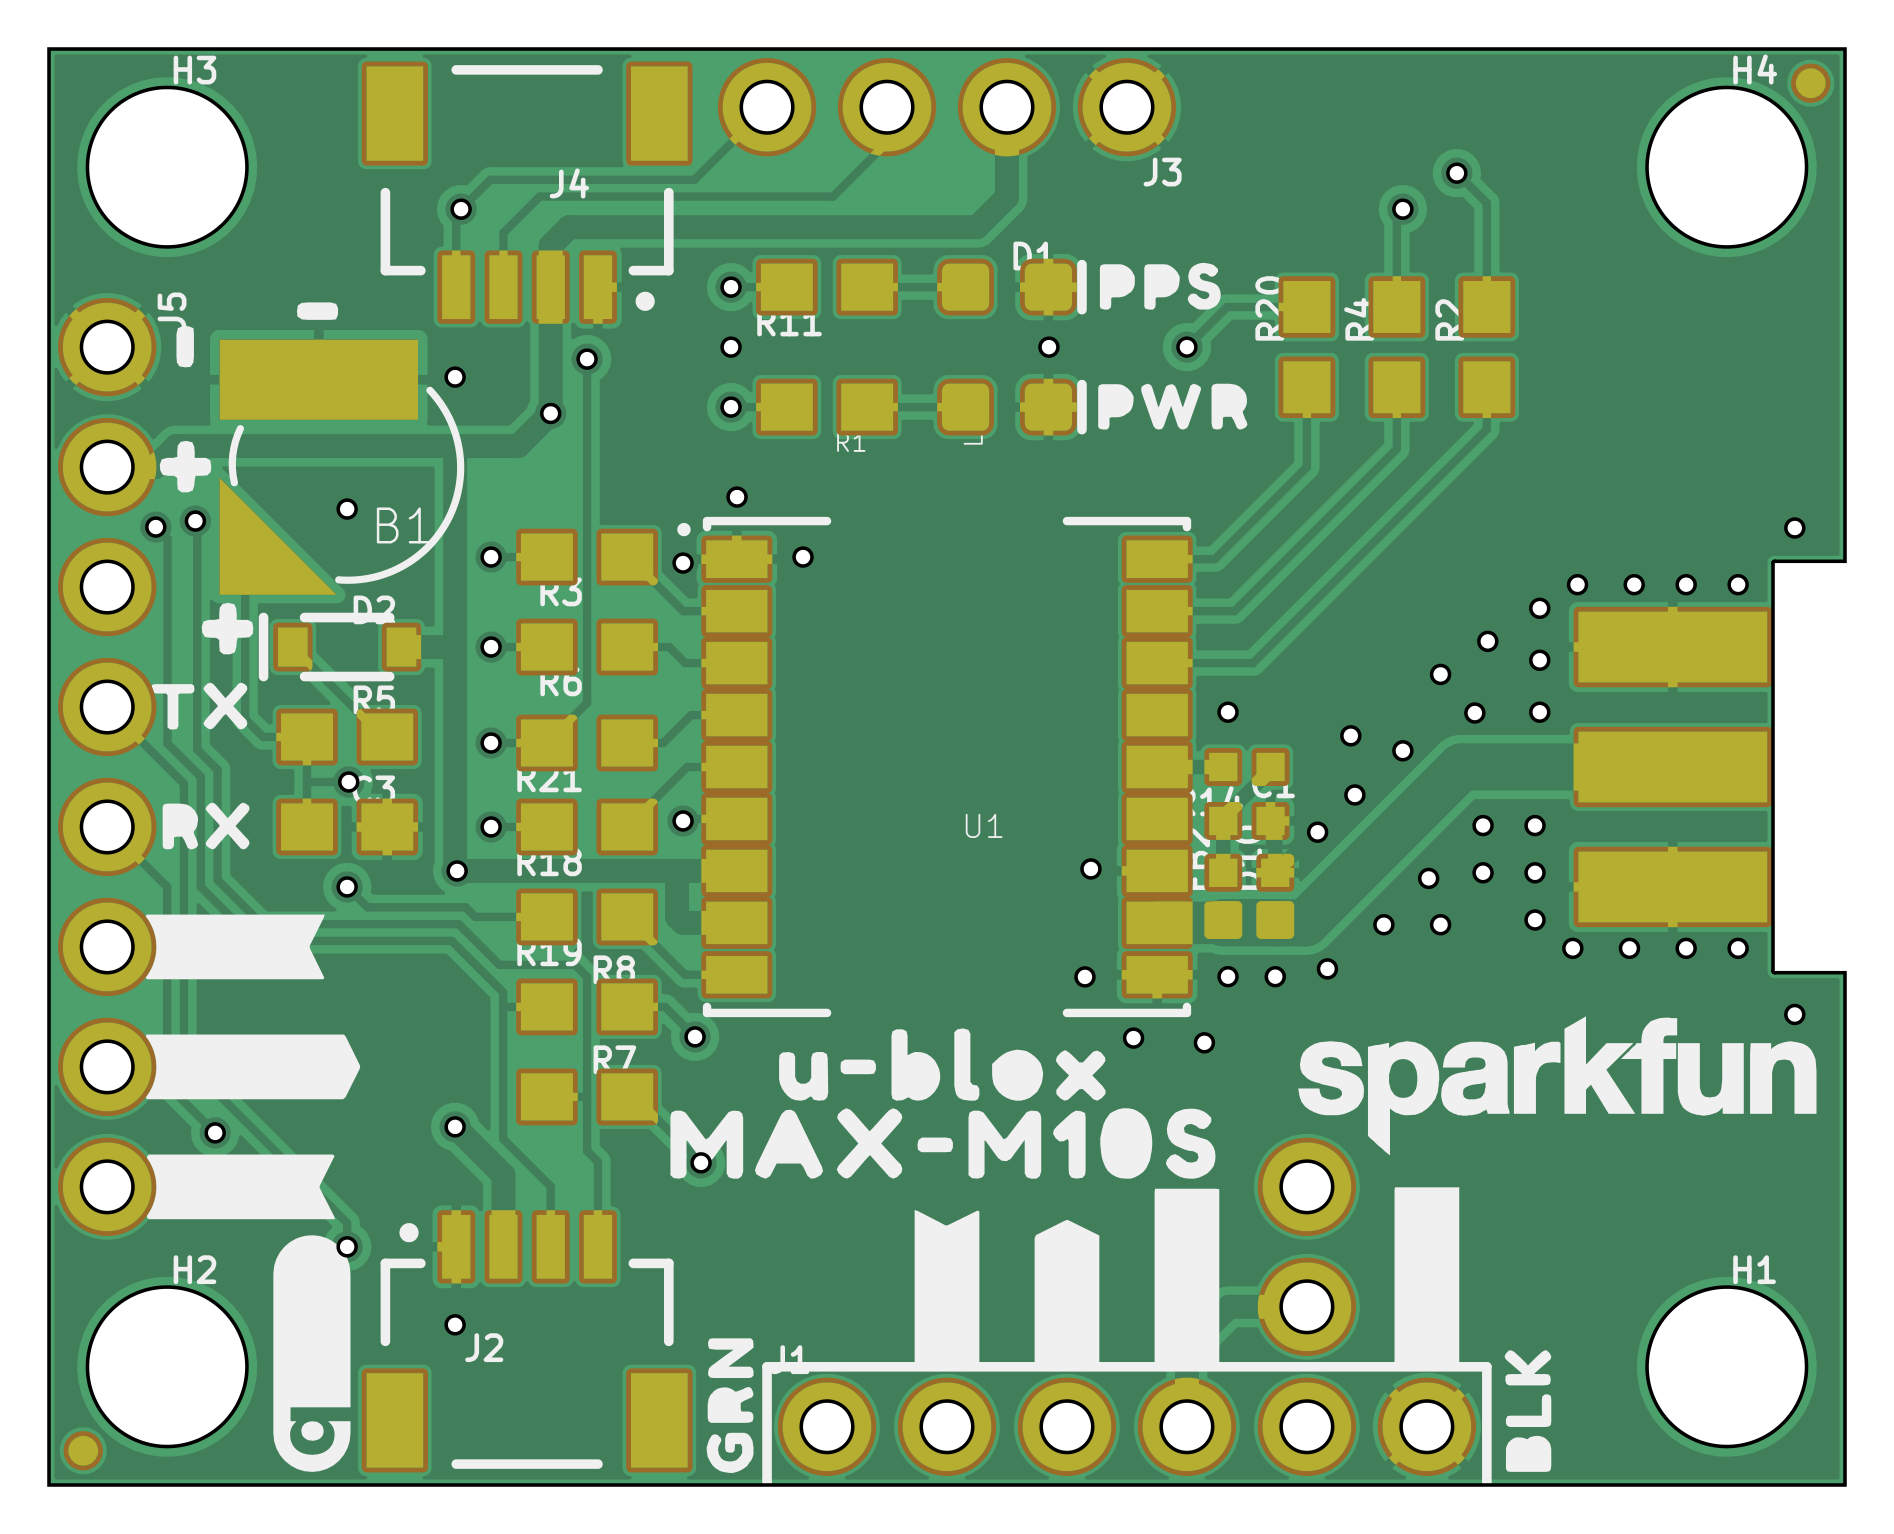 H3
H4
J4
J3
J5
D1
PPS
R20
R4
R2
R11
PWR
R1
B1
R3
D2
R6
TX
R5
R21
C3
C1
RX
U1
R18
R19
R8
R7
u-blox
MAX-M10S
sparkfun
H2
H1
J2
J1
GRN
BLK